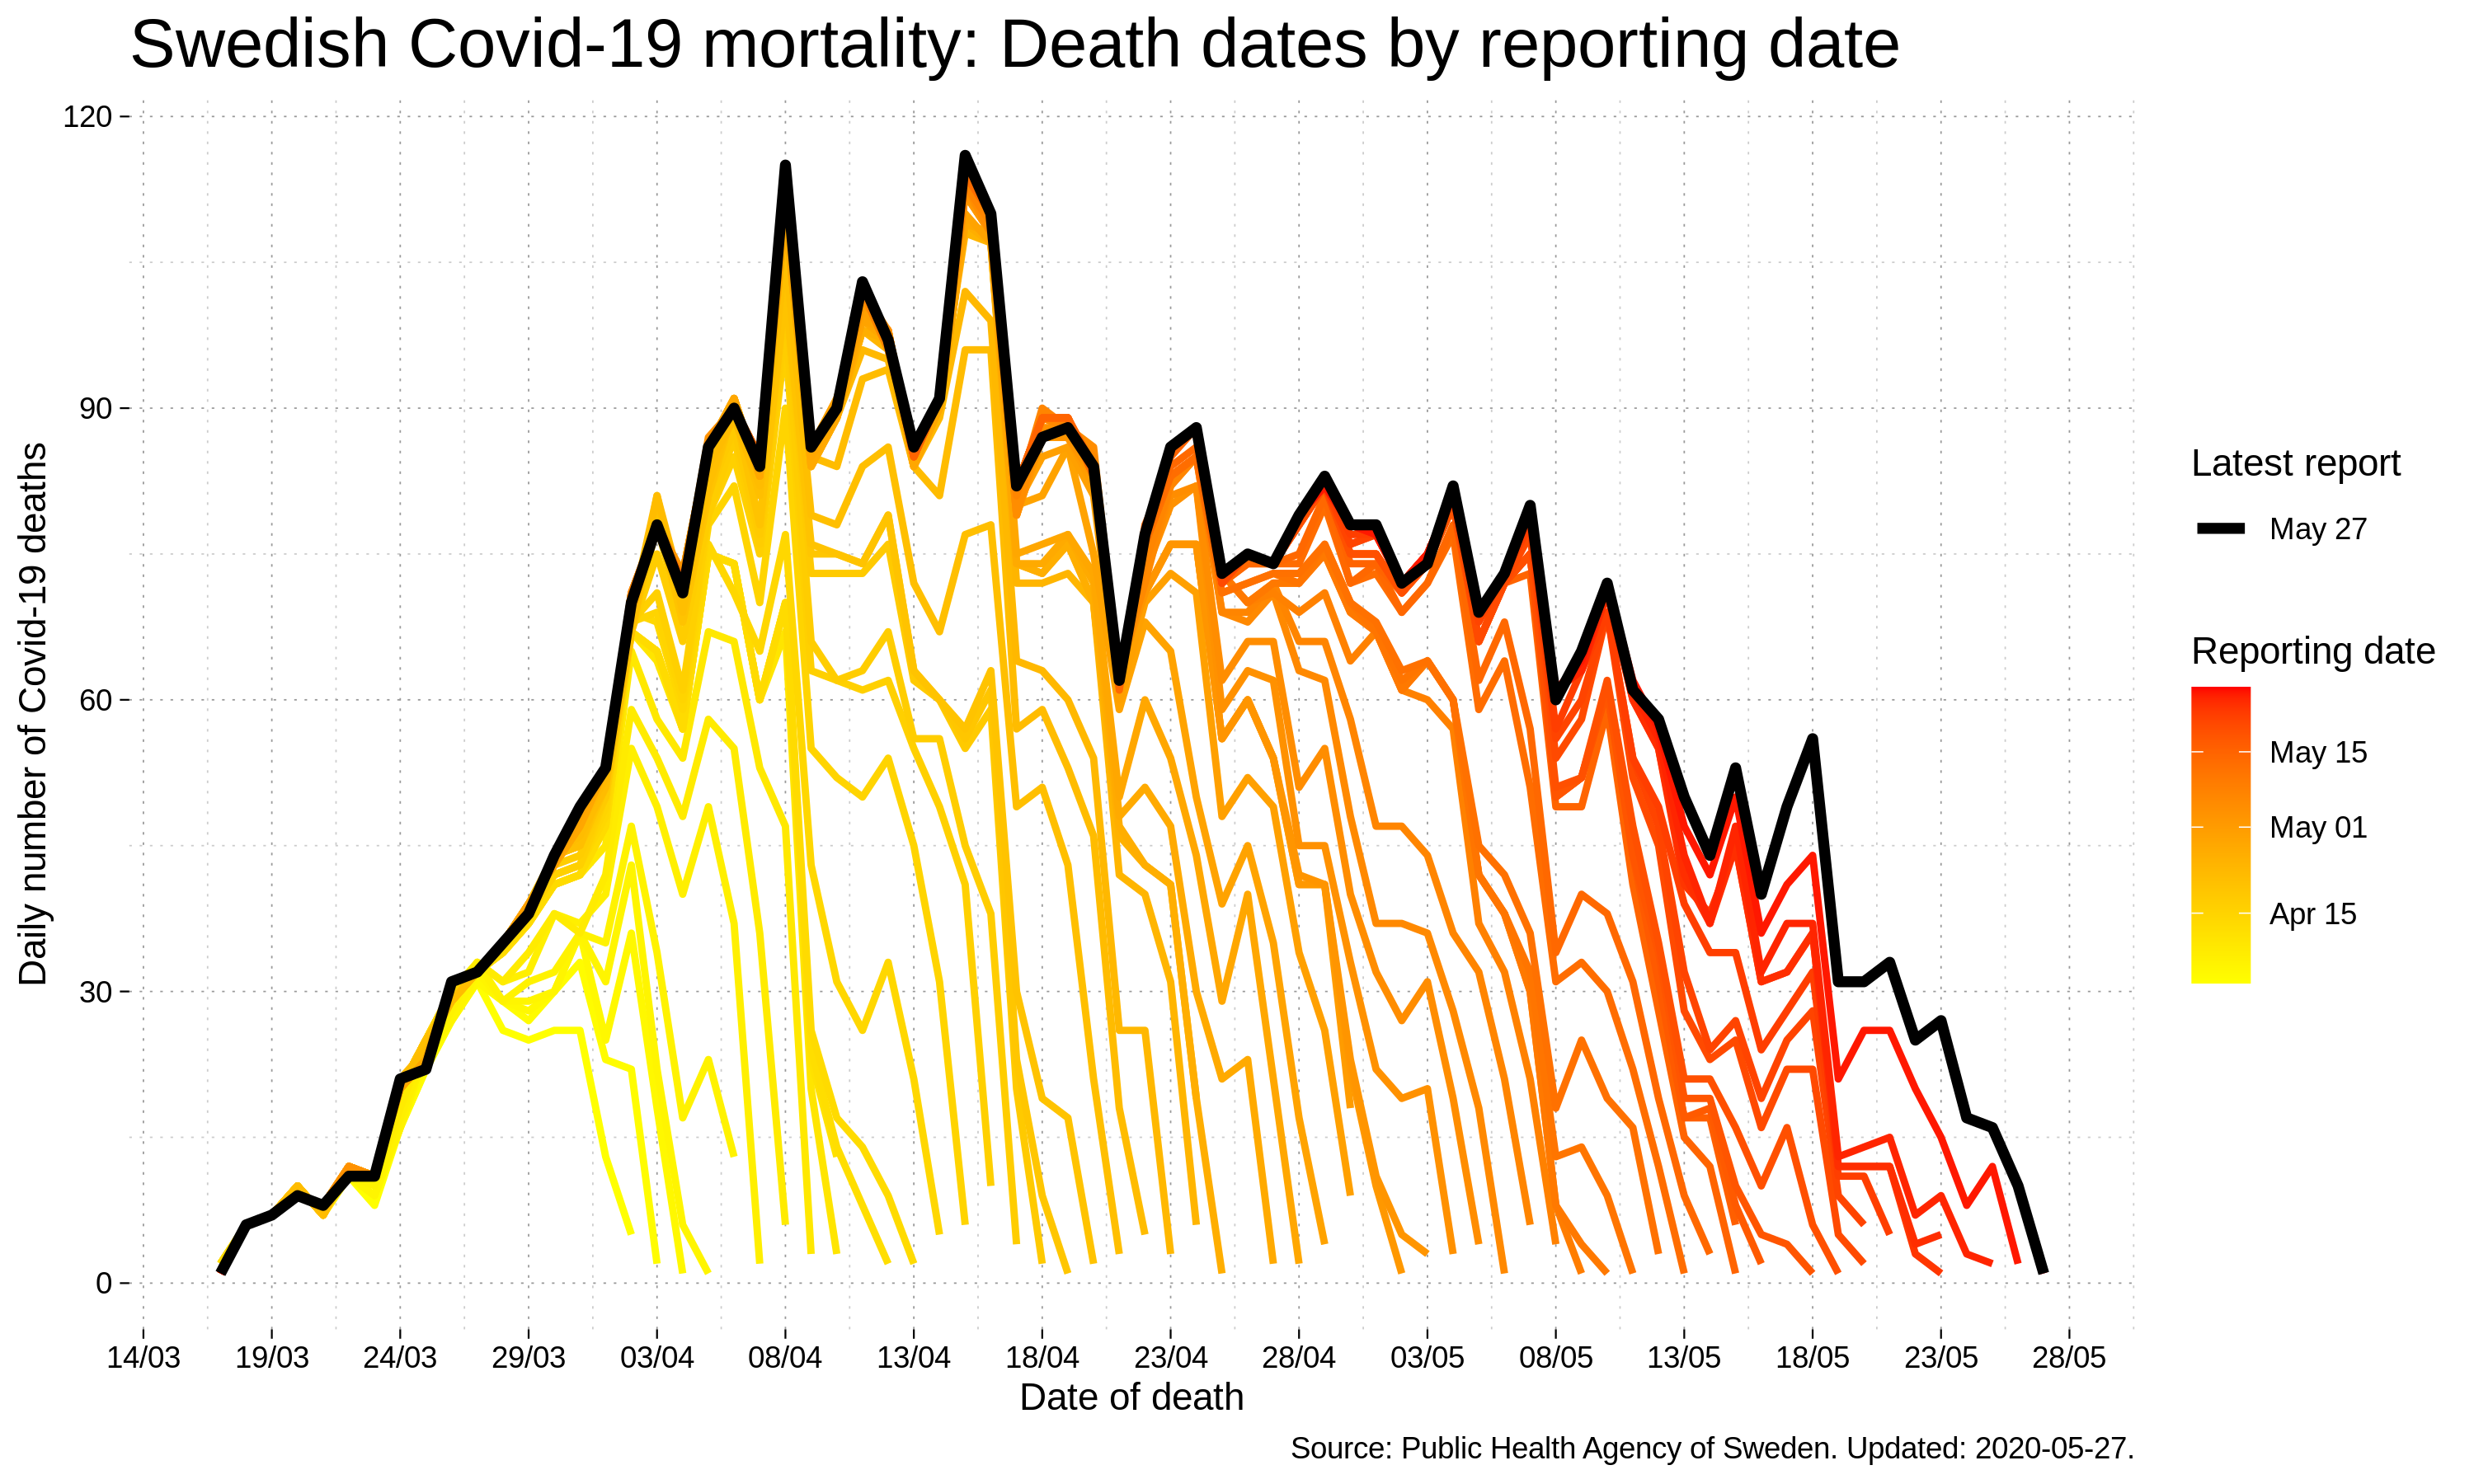 Swedish Covid-19 mortality: Death dates by reporting date
Daily number of Covid-19 deaths
120
90
60
30
0
14/03 19/03 24/03 29/03 03/04 08/04 13/04 18/04 23/04 28/04 03/05 08/05 13/05 18/05 23/05 28/05
Date of death
Latest report
May 27
Reporting date
May 15
May 01
Apr 15
Source: Public Health Agency of Sweden. Updated: 2020-05-27.